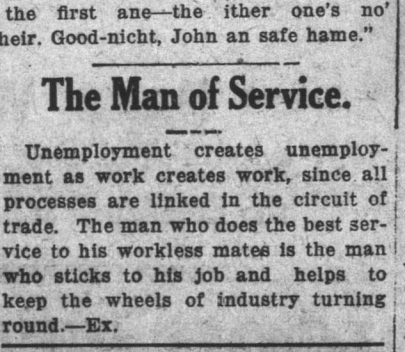 the first ane—the ither one's no'
heir. Good-nicht, John an safe hame."
The Man of Service.
Unemployment creates unemploy-
ment as work creates work, since all
processes are linked in the circuit of
trade. The man who does the best ser-
vice to his workless mates is the man
who sticks to his job and helps to
keep the wheels of industry turning
round.—Ex.